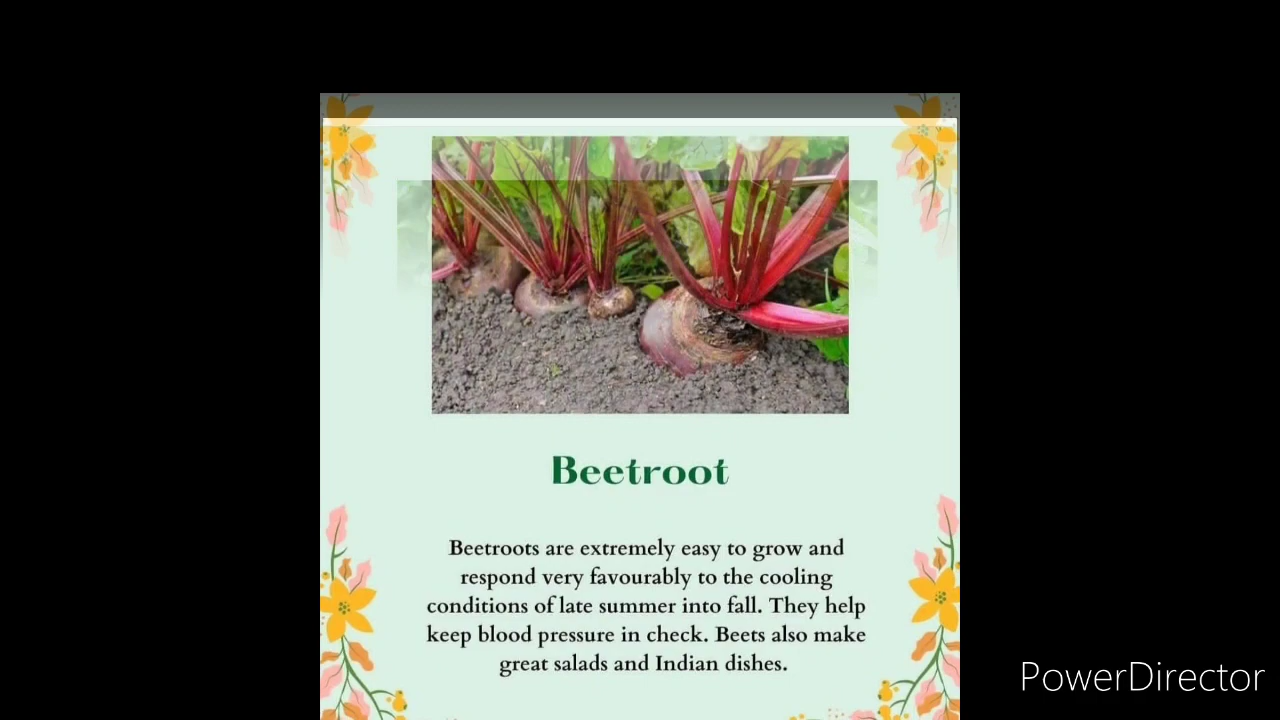 Beetroot
Beetroots are extremely easy to grow and
respond very favourably to the cooling
conditions of late summer into fall. They help
keep blood pressure in check. Beets also make
great salads and Indian dishes.
PowerDirector